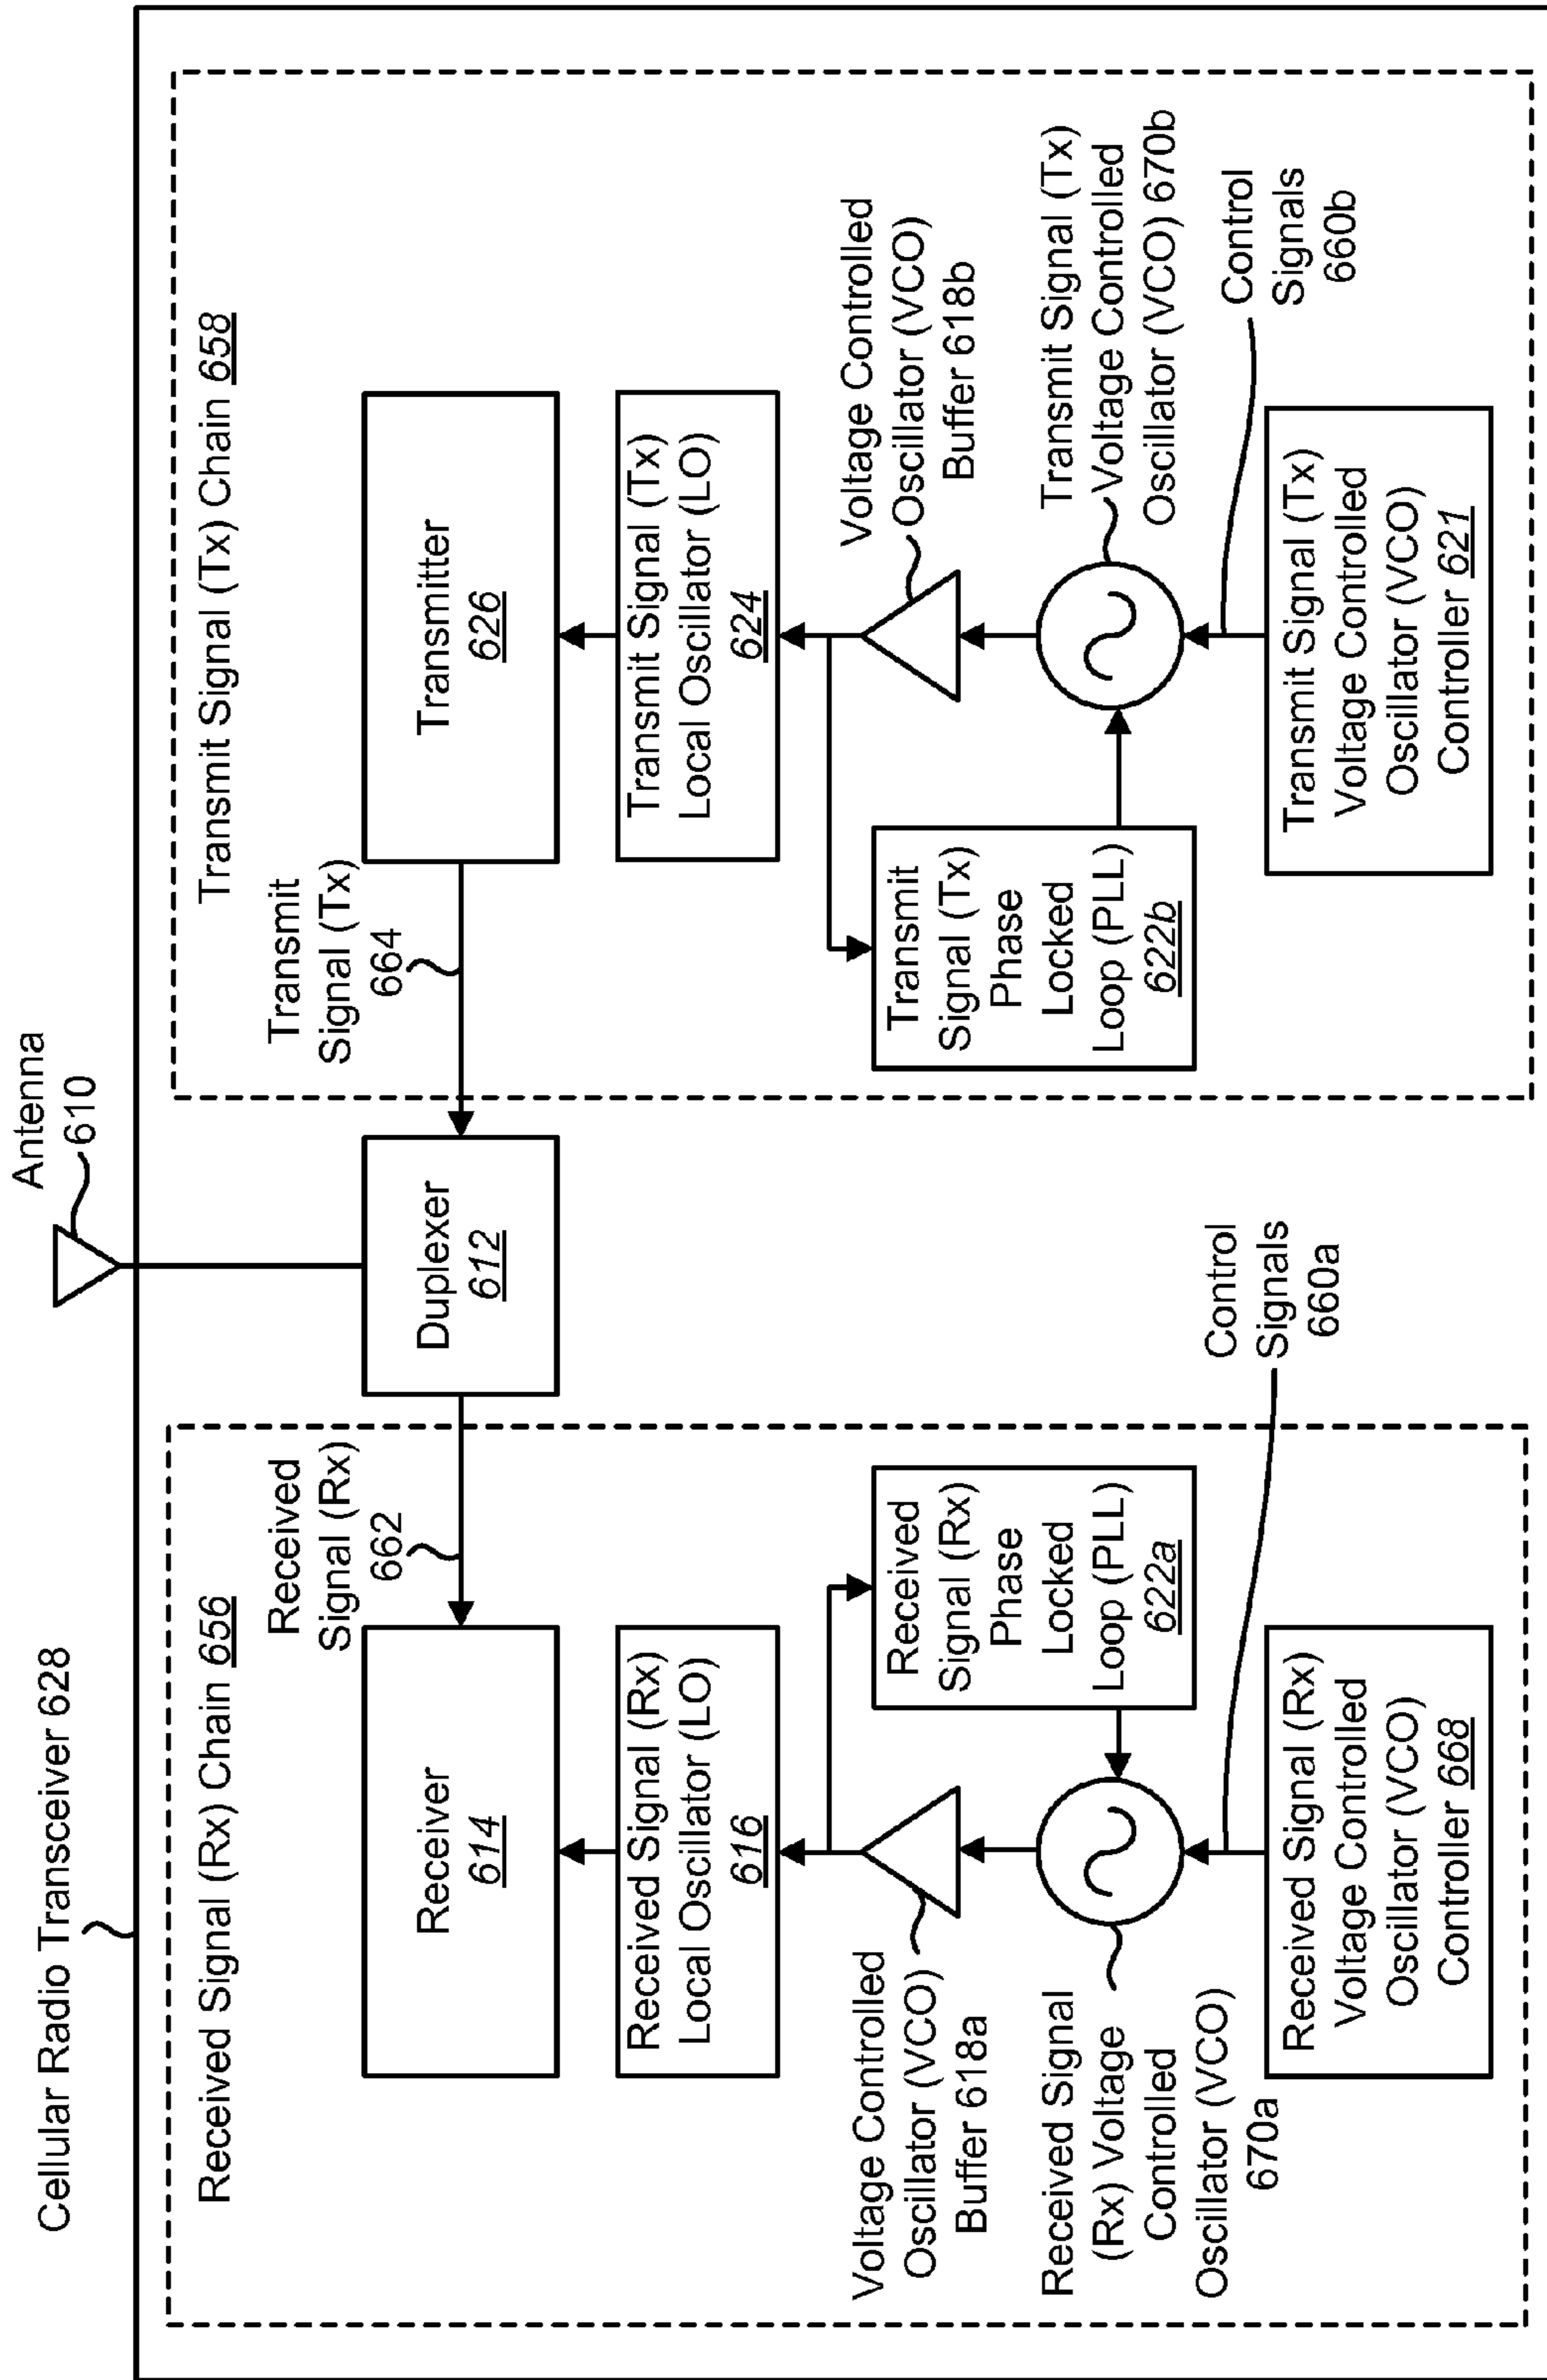 Cellular Radio Transceiver 628
Antenna
610
Received Signal (Rx) Chain 656
Received
Signal (Rx)
662
Receiver
614
Duplexer
612
Received Signal (Rx)
Local Oscillator (LO)
616
Voltage Controlled
Oscillator (VCO)
Buffer 618a
Received
Signal (Rx)
Phase
Locked
Loop (PLL)
622a
Received Signal
(Rx) Voltage
Controlled
Oscillator (VCO)
670a
Control
Signals
660a
Received Signal (Rx)
Voltage Controlled
Oscillator (VCO)
Controller 668
Transmit Signal (Tx) Chain 658
Transmit
Signal (Tx)
664
Transmitter
626
Transmit Signal (Tx)
Local Oscillator (LO)
624
Transmit
Signal (Tx)
Phase
Locked
Loop (PLL)
622b
Voltage Controlled
Oscillator (VCO)
Buffer 618b
Transmit Signal (Tx)
Voltage Controlled
Oscillator (VCO) 670b
Control
Signals
660b
Transmit Signal (Tx)
Voltage Controlled
Oscillator (VCO)
Controller 621